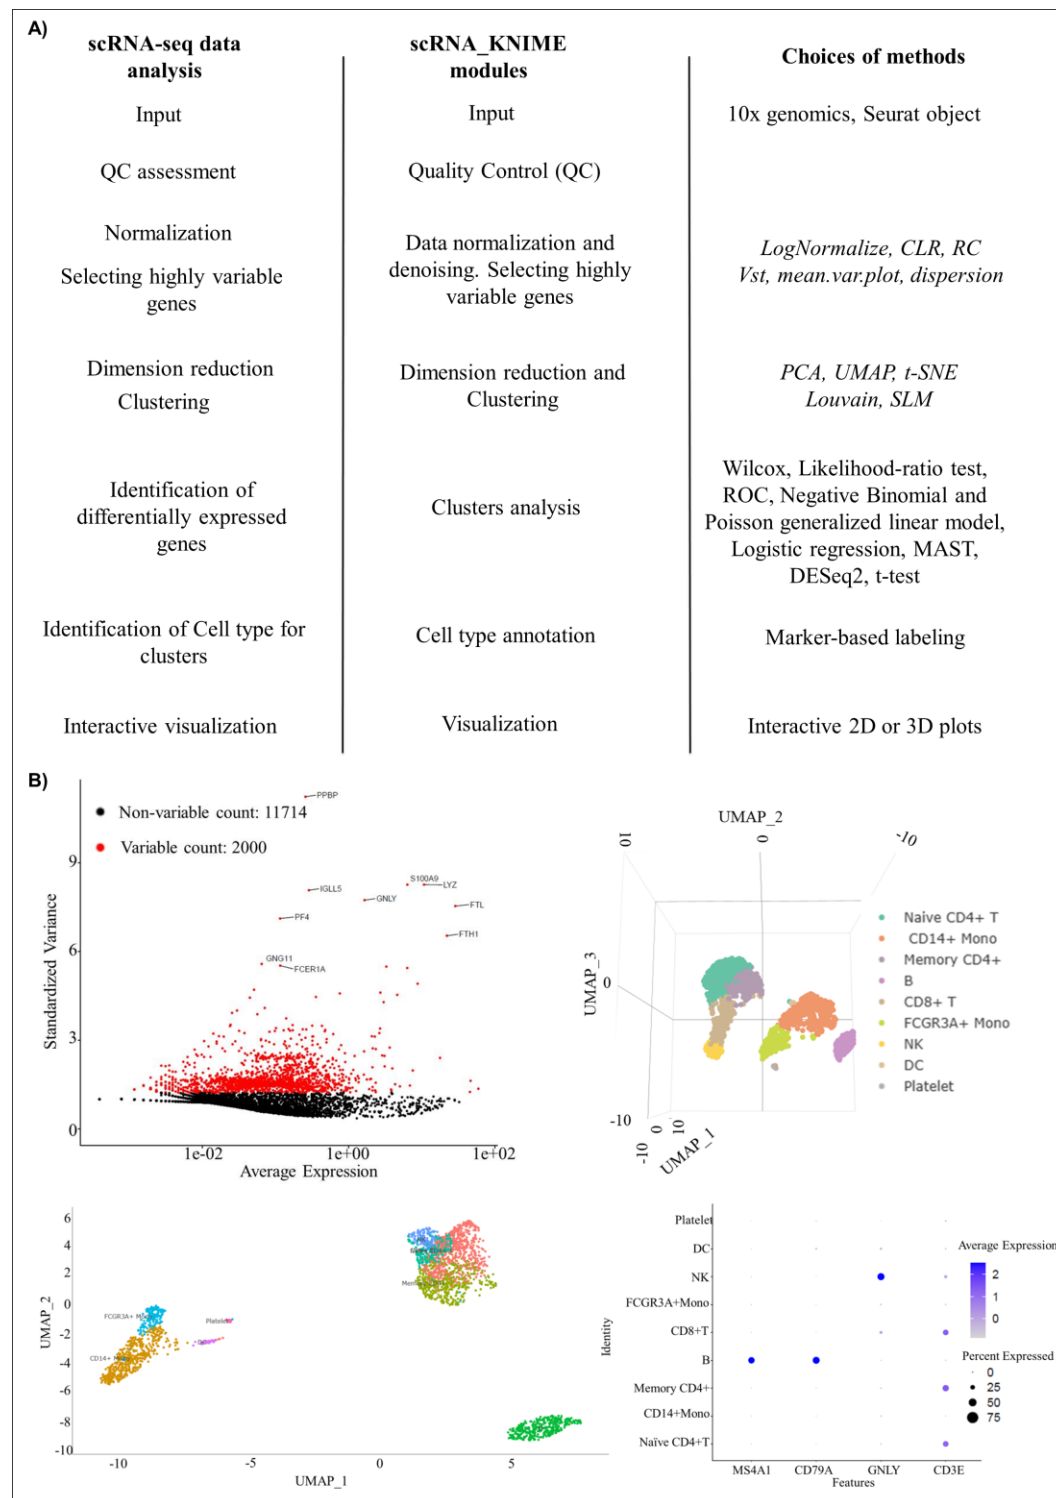 A)
scRNA-seq data
analysis
scRNA_KNIME
modules
Choices of methods
Input
Input
10x genomics, Seurat object
QC assessment
Quality Control (QC)
Normalization
Selecting highly variable
genes
Data normalization and
denoising. Selecting highly
variable genes
LogNormalize, CLR, RC
Vst, mean.var.plot, dispersion
Dimension reduction
Clustering
Dimension reduction and
Clustering
PCA, UMAP, t-SNE
Louvain, SLM
Identification of
differentially expressed
genes
Clusters analysis
Wilcox, Likelihood-ratio test,
ROC, Negative Binomial and
Poisson generalized linear model,
Logistic regression, MAST,
DESeq2, t-test
Identification of Cell type for
clusters
Cell type annotation
Marker-based labeling
Interactive visualization
Visualization
Interactive 2D or 3D plots
B)
Non-variable count: 11714
Variable count: 2000
PPBP
S100A9
LYZ
IGLL5
GNLY
FTL
PF4
FTH1
GNG11
FCER1A
9
6
3
0
Standardized Variance
1e-02
1e+00
1e+02
Average Expression
UMAP_2
10
0
-10
UMAP_3
0
-10
-10
0
10
UMAP_1
Naive CD4+ T
CD14+ Mono
Memory CD4+
B
CD8+ T
FCGR3A+ Mono
NK
DC
Platelet
6
4
2
0
-2
-4
-6
-8
-10
UMAP_2
FCGR3A+ M
Platelet
CD14+
-10
-5
0
5
UMAP_1
Platelet
DC
NK
FCGR3A+Mono
CD8+T
B
Memory CD4+
CD14+Mono
Naïve CD4+T
Identity
MS4A1
CD79A
GNLY
CD3E
Features
Average Expression
2
1
0
Percent Expressed
0
25
50
75